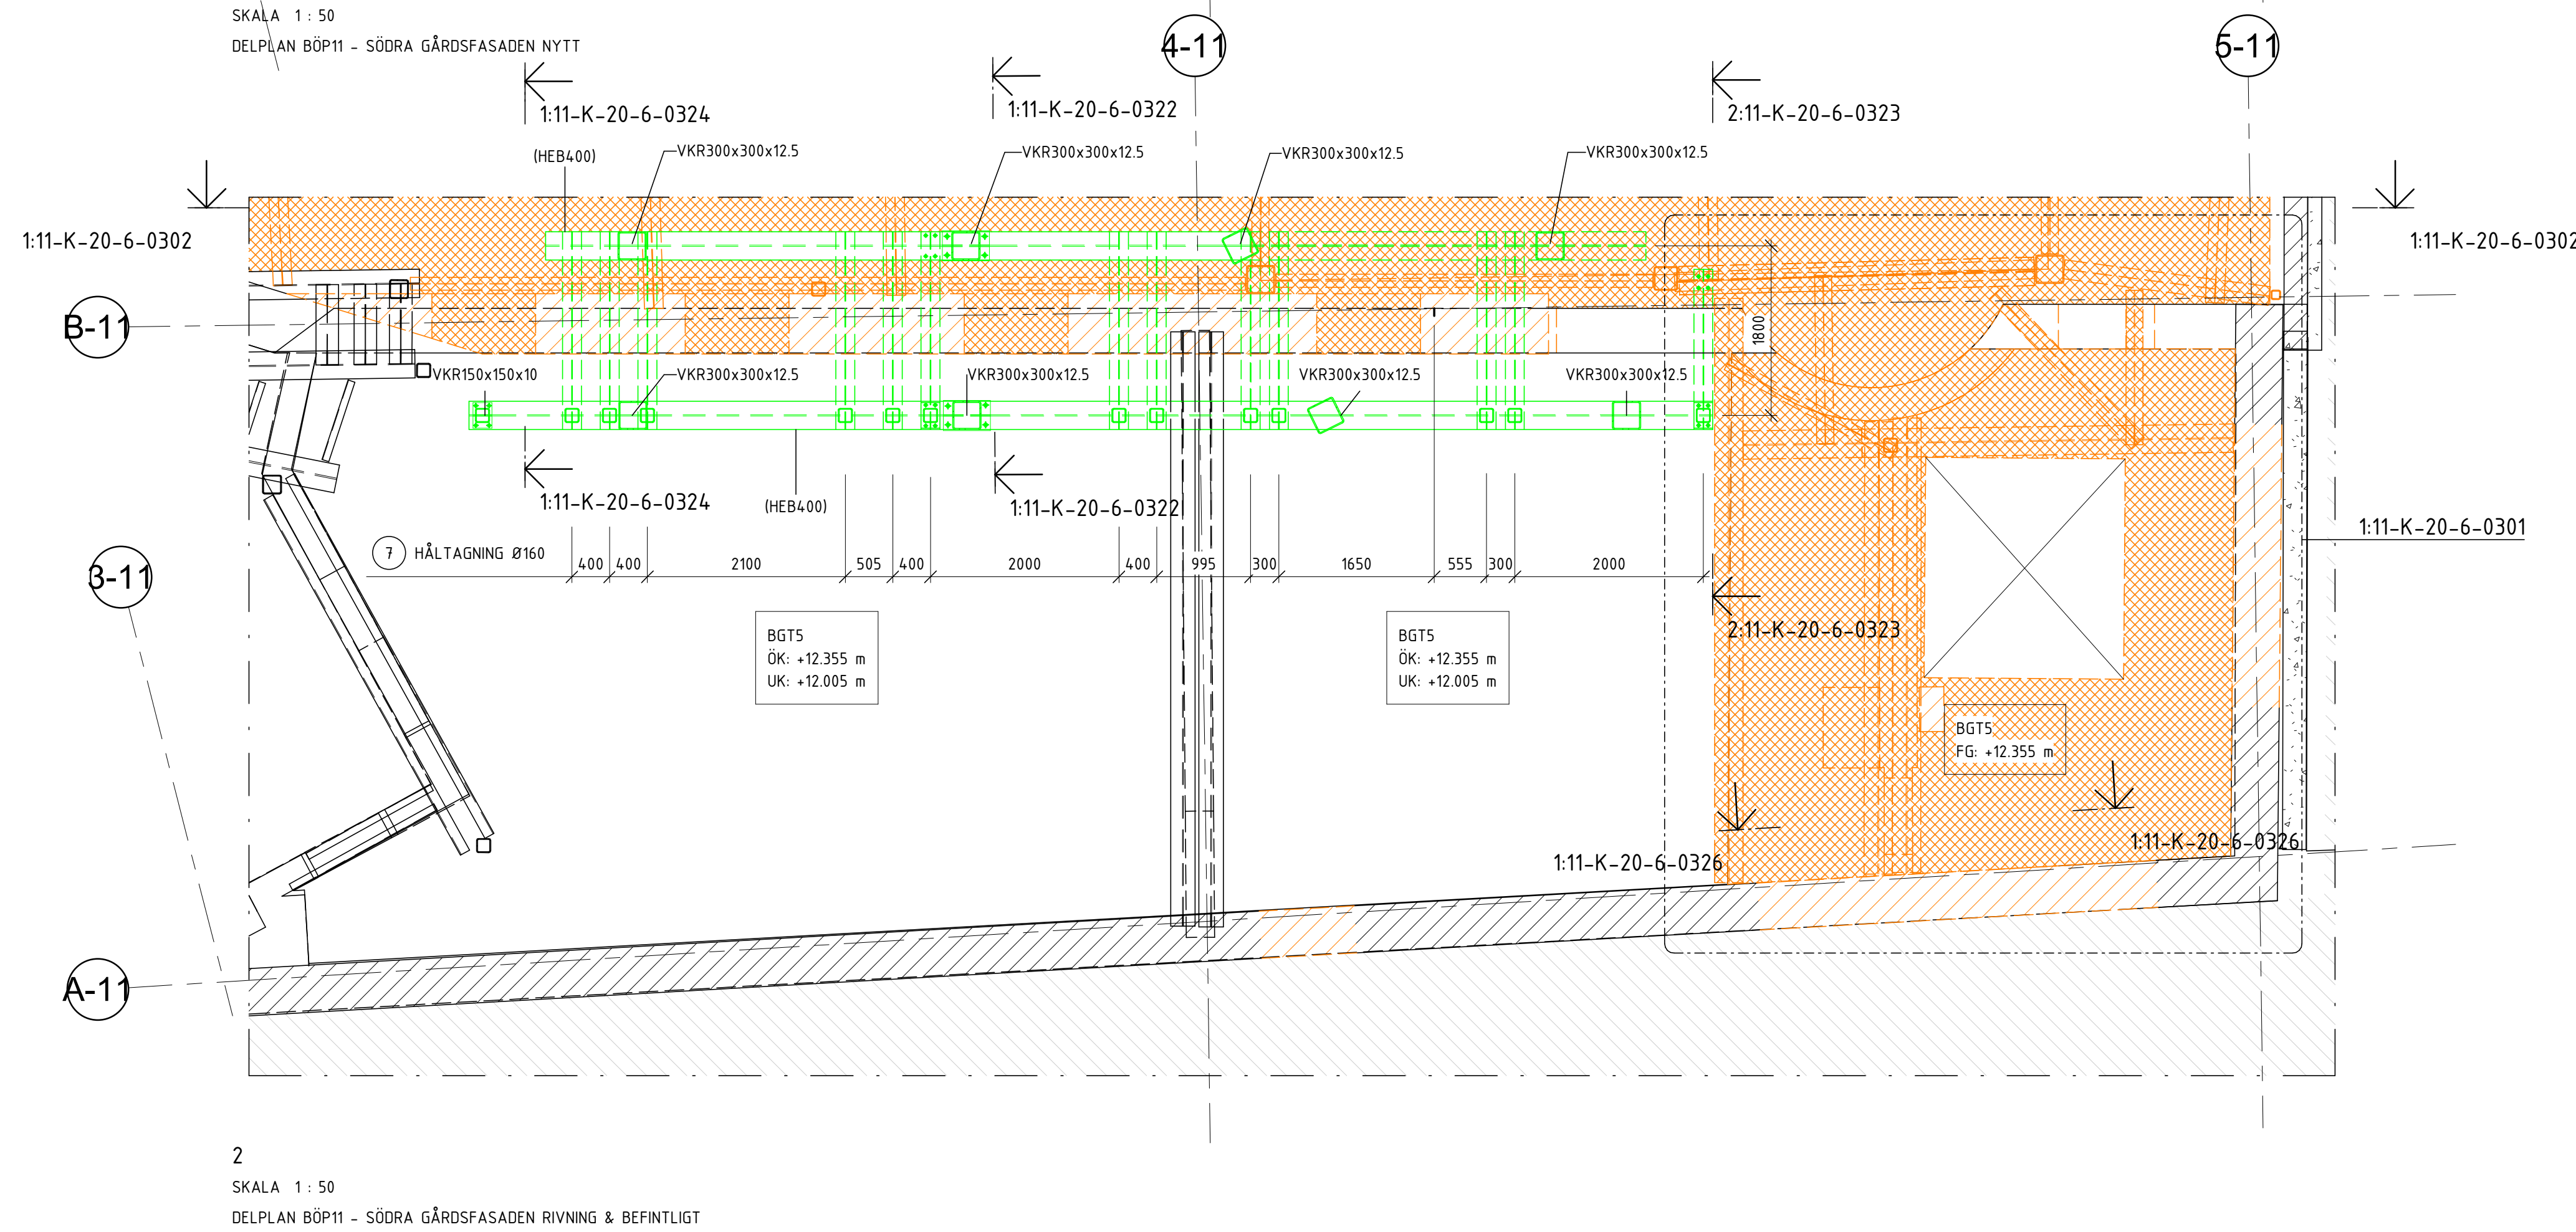 SKALA 1 : 50
DELPLAN BÖP11 - SÖDRA GÅRDSFASADEN NYTT
4-11
5-11
1:11-K-20-6-0324
1:11-K-20-6-0322
2:11-K-20-6-0323
(HEB400)
VKR300x300x12.5
VKR300x300x12.5
VKR300x300x12.5
VKR300x300x12.5
1:11-K-20-6-0302
1:11-K-20-6-0302
B-11
1800
VKR150x150x10
VKR300x300x12.5
VKR300x300x12.5
VKR300x300x12.5
VKR300x300x12.5
1:11-K-20-6-0324
(HEB400)
1:11-K-20-6-0322
1:11-K-20-6-0301
7 HÅLTAGNING Ø160
400 400 2100 505 400 2000 400 995 300 1650 555 300 2000
3-11
BGT5
ÖK: +12.355 m
UK: +12.005 m
BGT5
ÖK: +12.355 m
UK: +12.005 m
2:11-K-20-6-0323
BGT5
FG: +12.355 m
1:11-K-20-6-0326
1:11-K-20-6-0326
A-11
2
SKALA 1 : 50
DELPLAN BÖP11 - SÖDRA GÅRDSFASADEN RIVNING & BEFINTLIGT